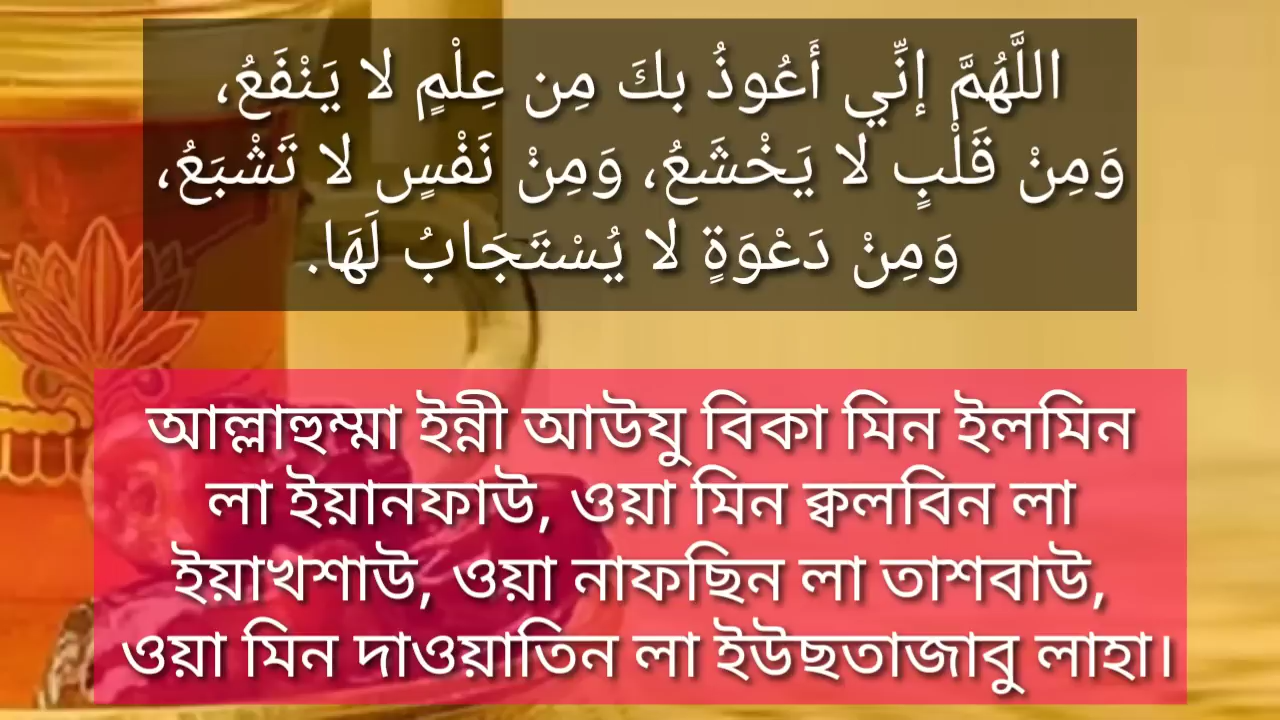 اللَّهُمَّ إنِّي أَعُوذُ بكَ مِن عِلْمٍ لا يَنْفَعُ،
وَمِنْ قَلْبٍ لا يَخْشَعُ، وَمِنْ نَفْسٍ لا تَشْبَعُ،
وَمِنْ دَعْوَةٍ لا يُسْتَجَابُ لَهَا.
আল্লাহুম্মা ইন্নী আউযু বিকা মিন ইলমিন
লা ইয়ানফাউ, ওয়া মিন ক্বলবিন লা
ইয়াখশাউ, ওয়া নাফছিন লা তাশবাউ,
ওয়া মিন দাওয়াতিন লা ইউছতাজাবু লাহা।